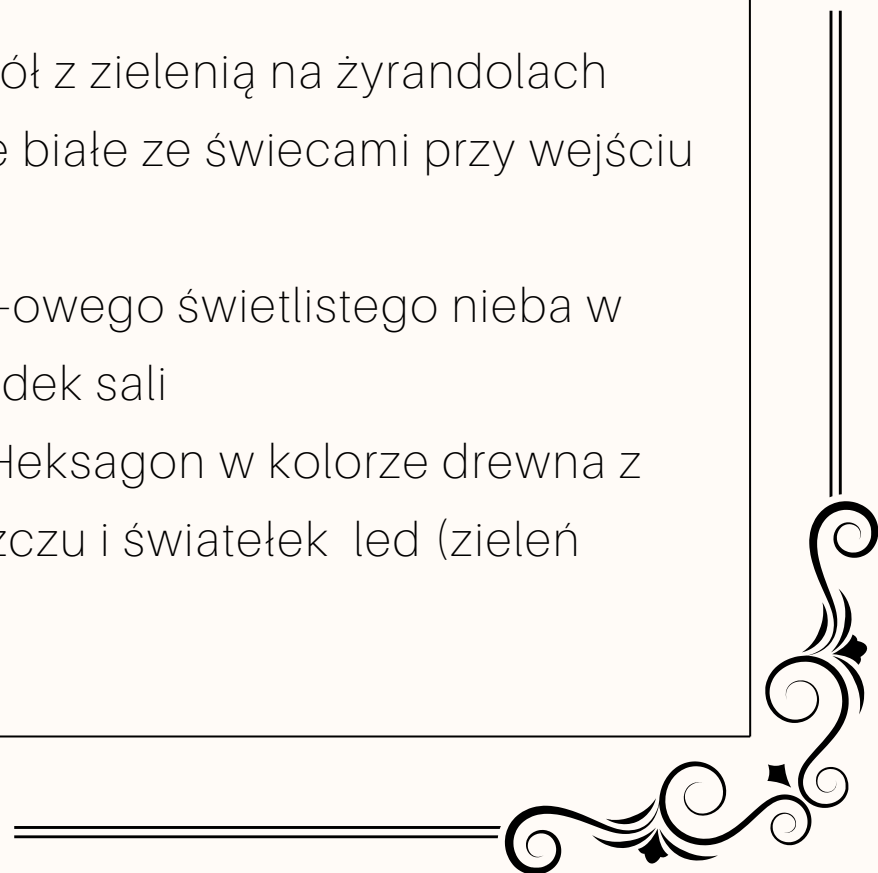 ół z zielenią na żyrandolach
e białe ze świecami przy wejściu
-owego świetlistego nieba w
dek sali
Heksagon w kolorze drewna z
zczu i światełek  led (zieleń